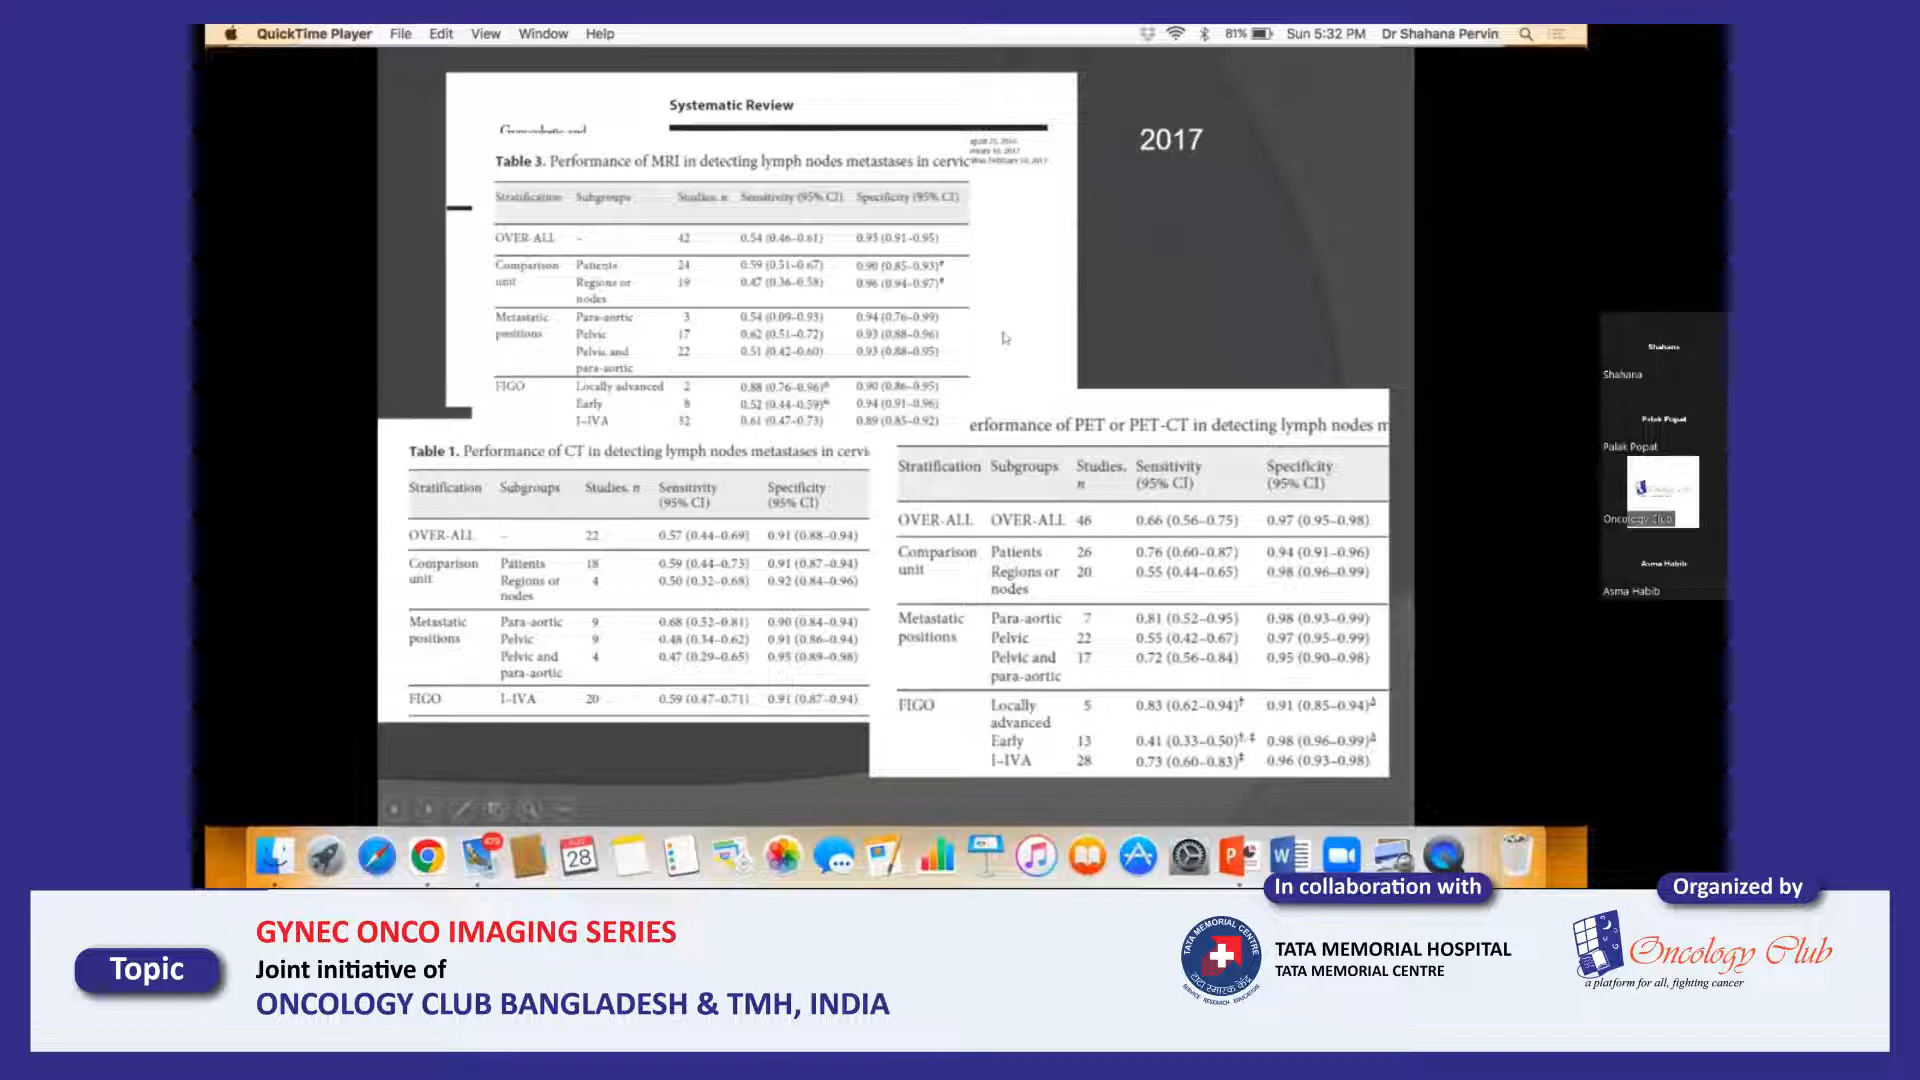 QuickTime Player File Edit View Window Help 81% Sun 5:32 PM Dr Shahana Pervin
Systematic Review
2017
Table 3. Performance of MRI in detecting lymph nodes metastases in cervic
Stratification Subgroups Studies, n Sensitivity (95% CI) Specificity (95% CI)
OVER-ALL – 42 0.54 (0.46–0.61) 0.93 (0.91–0.95)
Comparison Patients 24 0.59 (0.51–0.67) 0.90 (0.85–0.93)
unit Regions or 19 0.47 (0.36–0.58) 0.96 (0.94–0.97)
nodes
Metastatic Para-aortic 3 0.54 (0.09–0.93) 0.94 (0.76–0.99)
positions Pelvic 17 0.62 (0.51–0.72) 0.93 (0.88–0.96)
Pelvic and 22 0.51 (0.42–0.60) 0.93 (0.88–0.95)
para-aortic
FIGO Locally advanced 2 0.88 (0.76–0.96) 0.90 (0.86–0.95)
Early 8 0.52 (0.44–0.59) 0.94 (0.91–0.96)
I–IVA 32 0.61 (0.47–0.73) 0.89 (0.85–0.92)
Table 1. Performance of CT in detecting lymph nodes metastases in cervi
Stratification Subgroups Studies, n Sensitivity Specificity
(95% CI) (95% CI)
OVER-ALL – 22 0.57 (0.44–0.69) 0.91 (0.88–0.94)
Comparison Patients 18 0.59 (0.44–0.73) 0.91 (0.87–0.94)
unit Regions or 4 0.50 (0.32–0.68) 0.92 (0.84–0.96)
nodes
Metastatic Para-aortic 9 0.68 (0.52–0.81) 0.90 (0.84–0.94)
positions Pelvic 9 0.48 (0.34–0.62) 0.91 (0.86–0.94)
Pelvic and 4 0.47 (0.29–0.65) 0.95 (0.89–0.98)
para-aortic
FIGO I–IVA 20 0.59 (0.47–0.71) 0.91 (0.87–0.94)
erformance of PET or PET-CT in detecting lymph nodes m
Stratification Subgroups Studies, Sensitivity Specificity
n (95% CI) (95% CI)
OVER-ALL OVER-ALL 46 0.66 (0.56–0.75) 0.97 (0.95–0.98)
Comparison Patients 26 0.76 (0.60–0.87) 0.94 (0.91–0.96)
unit Regions or 20 0.55 (0.44–0.65) 0.98 (0.96–0.99)
nodes
Metastatic Para-aortic 7 0.81 (0.52–0.95) 0.98 (0.93–0.99)
positions Pelvic 22 0.55 (0.42–0.67) 0.97 (0.95–0.99)
Pelvic and 17 0.72 (0.56–0.84) 0.95 (0.90–0.98)
para-aortic
FIGO Locally 5 0.83 (0.62–0.94)† 0.91 (0.85–0.94)Δ
advanced
Early 13 0.41 (0.33–0.50)†,‡ 0.98 (0.96–0.99)Δ
I–IVA 28 0.73 (0.60–0.83)‡ 0.96 (0.93–0.98)
Shahana
Shahana
Palak Popat
Palak Popat
Oncology Club
Asma Habib
Asma Habib
28
In collaboration with
Organized by
Topic
GYNEC ONCO IMAGING SERIES
Joint initiative of
ONCOLOGY CLUB BANGLADESH & TMH, INDIA
TATA MEMORIAL CENTRE
SERVICE RESEARCH EDUCATION
TATA MEMORIAL HOSPITAL
TATA MEMORIAL CENTRE
Oncology Club
a platform for all, fighting cancer